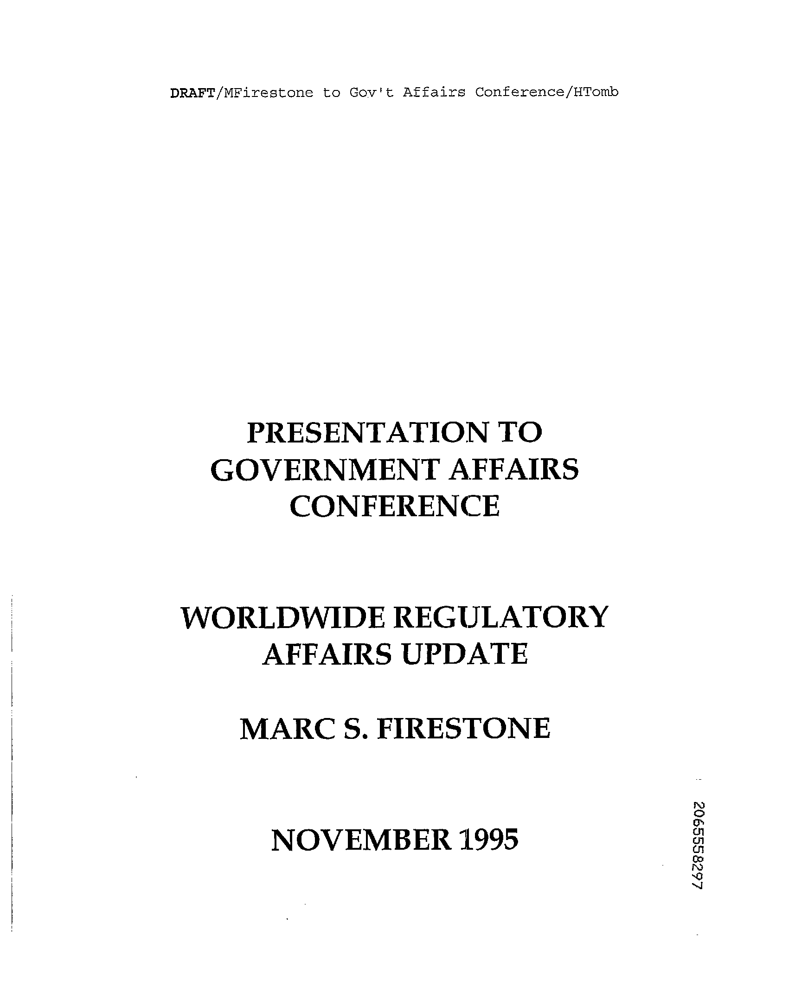 DRAFT/MFirestone to Gov't Affairs Conference/HTomb
PRESENTATION TO
GOVERNMENT AFFAIRS
CONFERENCE
WORLDWIDE REGULATORY
AFFAIRS UPDATE
MARC S. FIRESTONE
NOVEMBER 1995
2065558297